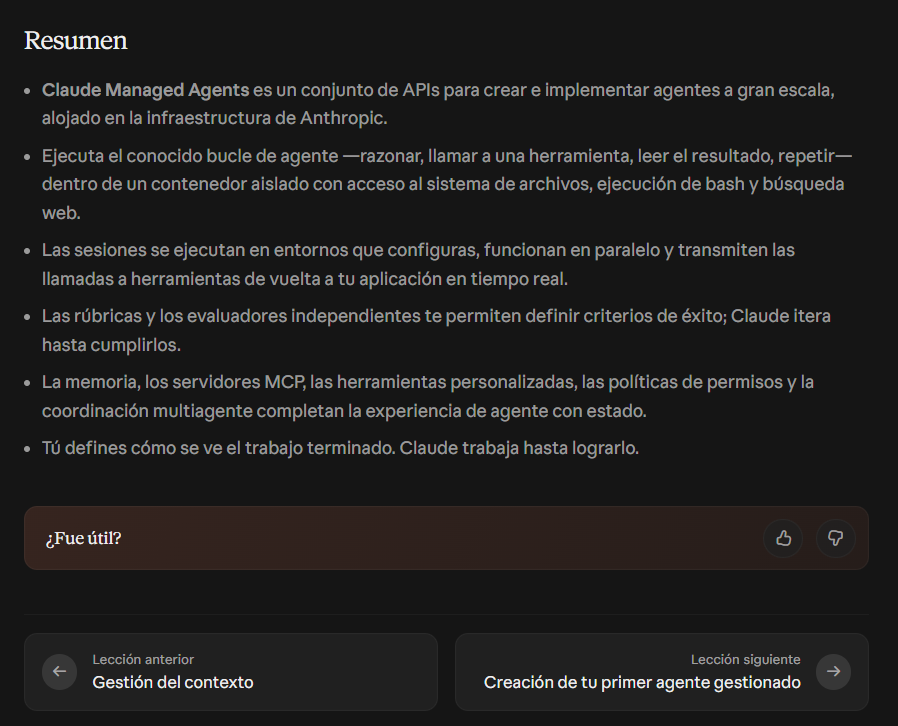 Resumen
Claude Managed Agents es un conjunto de APIs para crear e implementar agentes a gran escala,
alojado en la infraestructura de Anthropic.
Ejecuta el conocido bucle de agente —razonar, llamar a una herramienta, leer el resultado, repetir—
dentro de un contenedor aislado con acceso al sistema de archivos, ejecución de bash y búsqueda
web.
Las sesiones se ejecutan en entornos que configuras, funcionan en paralelo y transmiten las
llamadas a herramientas de vuelta a tu aplicación en tiempo real.
Las rúbricas y los evaluadores independientes te permiten definir criterios de éxito; Claude itera
hasta cumplirlos.
La memoria, los servidores MCP, las herramientas personalizadas, las políticas de permisos y la
coordinación multiagente completan la experiencia de agente con estado.
Tú defines cómo se ve el trabajo terminado. Claude trabaja hasta lograrlo.
¿Fue útil?
Lección anterior
Gestión del contexto
Lección siguiente
Creación de tu primer agente gestionado